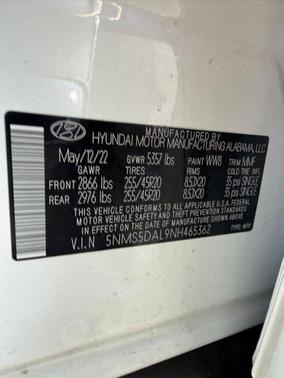 MANUFACTURED BY
HYUNDAI MOTOR MANUFACTURING ALABAMA, LLC
May/12/22 GVWR 5357 lbs PAINT WW8 TRIM MMF
GAWR TIRES RIMS COLD TIRE INFL.
FRONT 2866 lbs 255/45R20 8.5JX20 35 psi SINGLE
REAR 2976 lbs 255/45R20 8.5JX20 35 psi SINGLE
THIS VEHICLE CONFORMS TO ALL APPLICABLE U.S.A. FEDERAL
MOTOR VEHICLE SAFETY BUMPER AND THEFT PREVENTION STANDARDS
IN EFFECT ON THE DATE OF MANUFACTURE SHOWN ABOVE.
V.I.N 5NMS5DAL9NH465362 TYPE: MPV